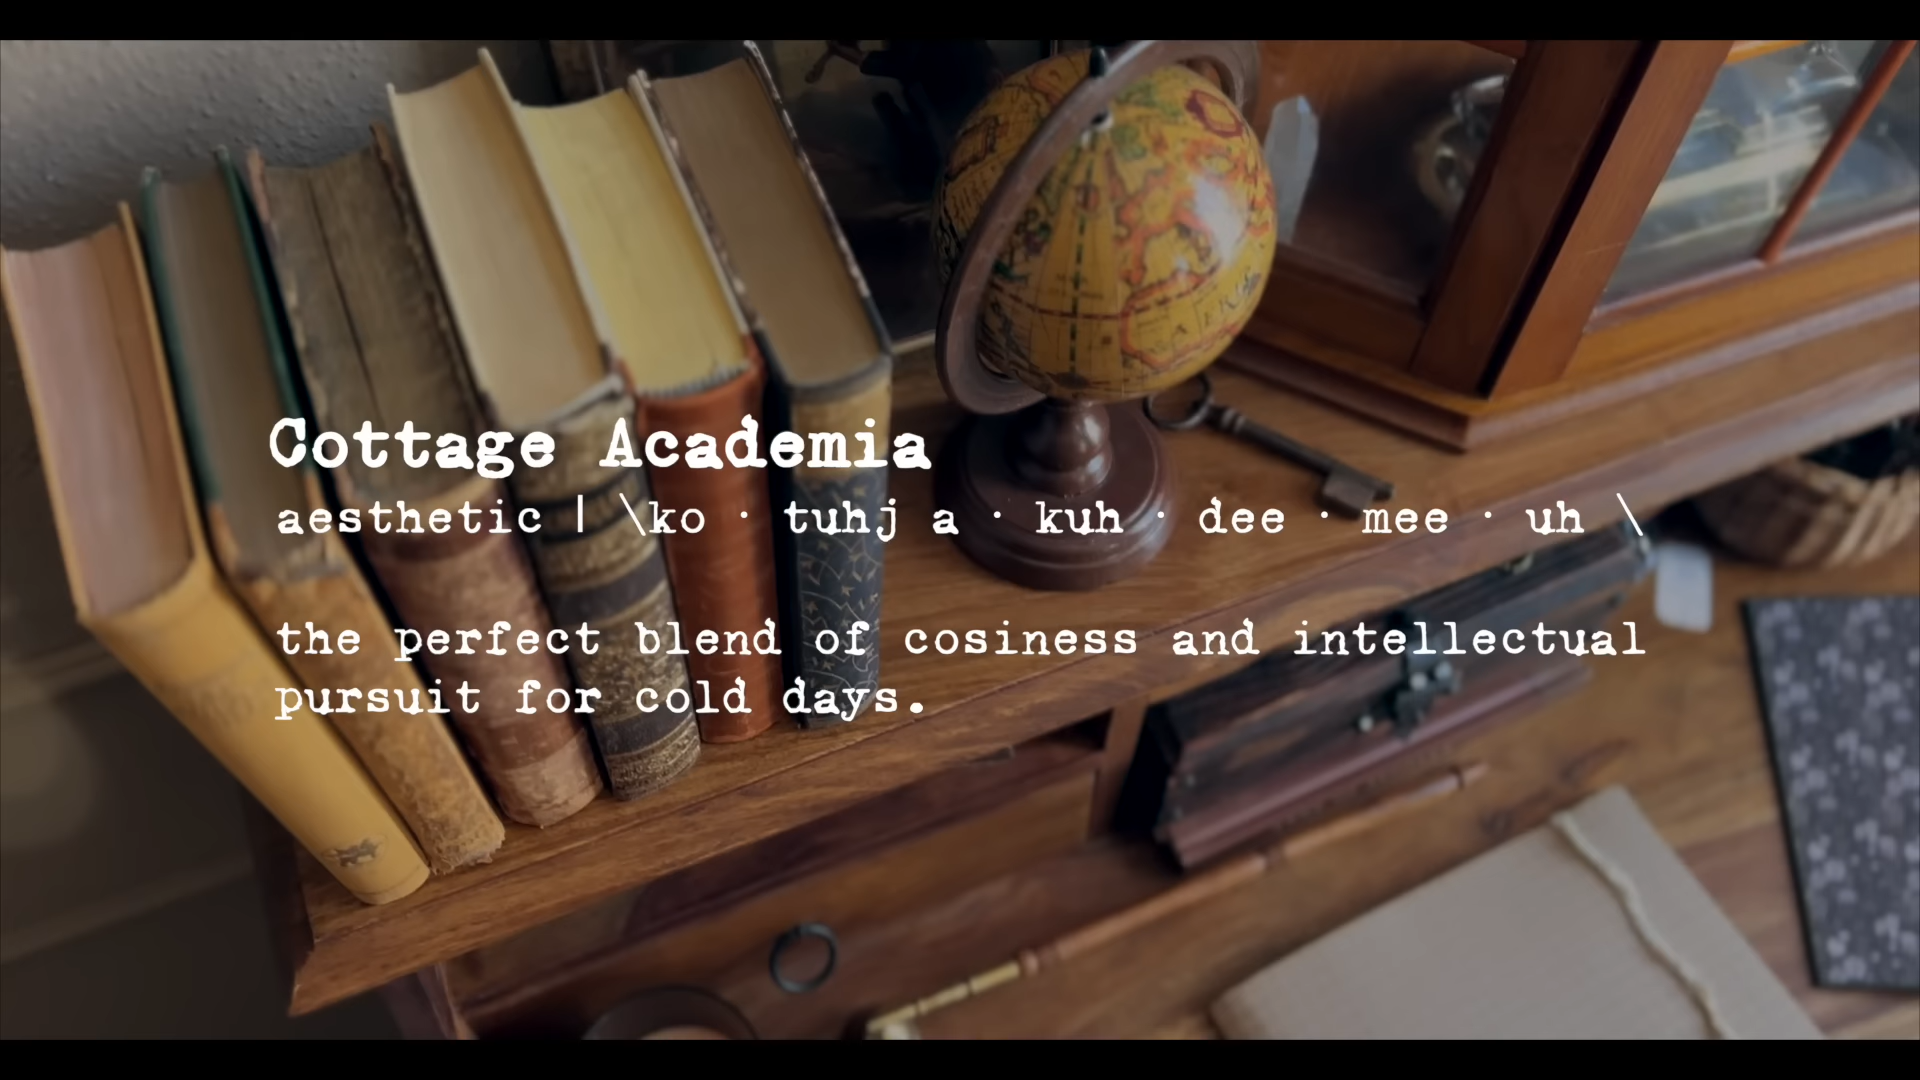 Cottage Academia
aesthetic | \ko · tuhj a · kuh · dee · mee · uh \
the perfect blend of cosiness and intellectual
pursuit for cold days.